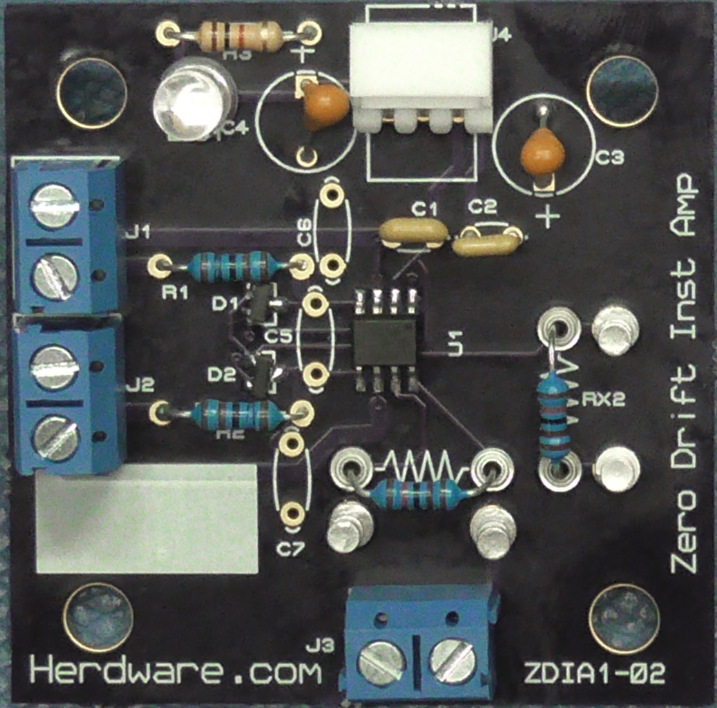 R3
J4
C4
C3
C1
C2
C6
J1
R1
D1
C5
U1
D2
J2
R2
RX2
C7
J3
Zero Drift Inst Amp
Herdware.com
ZDIA1-02